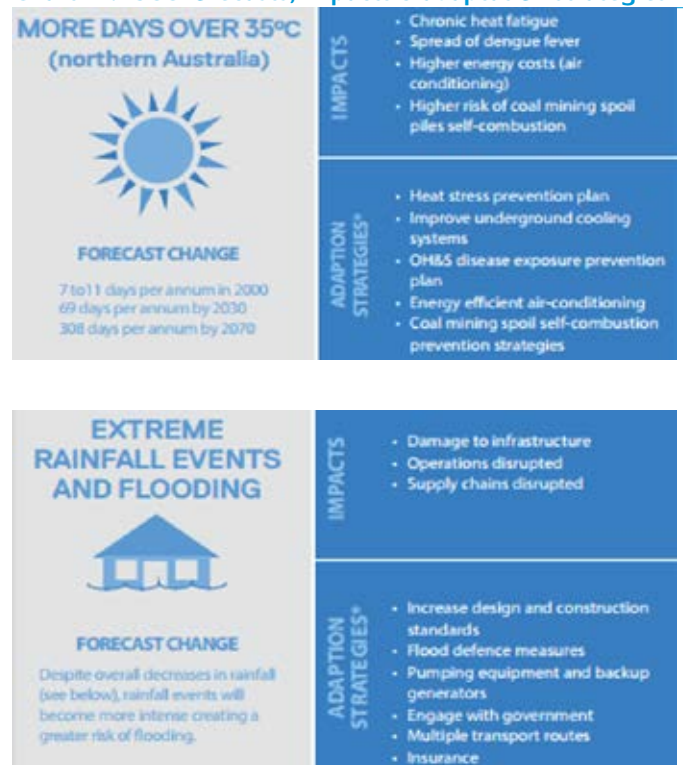 MORE DAYS OVER 35ºC
(northern Australia)
FORECAST CHANGE
7 to11 days per annum in 2000
69 days per annum by 2030
308 days per annum by 2070
IMPACTS
• Chronic heat fatigue
• Spread of dengue fever
• Higher energy costs (air
conditioning)
• Higher risk of coal mining spoil
piles self-combustion
ADAPTION
STRATEGIES*
• Heat stress prevention plan
• Improve underground cooling
systems
• OH&S disease exposure prevention
plan
• Energy efficient air-conditioning
• Coal mining spoil self-combustion
prevention strategies
EXTREME
RAINFALL EVENTS
AND FLOODING
FORECAST CHANGE
Despite overall decreases in rainfall
(see below), rainfall events will
become more intense creating a
greater risk of flooding.
IMPACTS
• Damage to infrastructure
• Operations disrupted
• Supply chains disrupted
ADAPTION
STRATEGIES*
• Increase design and construction
standards
• Flood defence measures
• Pumping equipment and backup
generators
• Engage with government
• Multiple transport routes
• Insurance